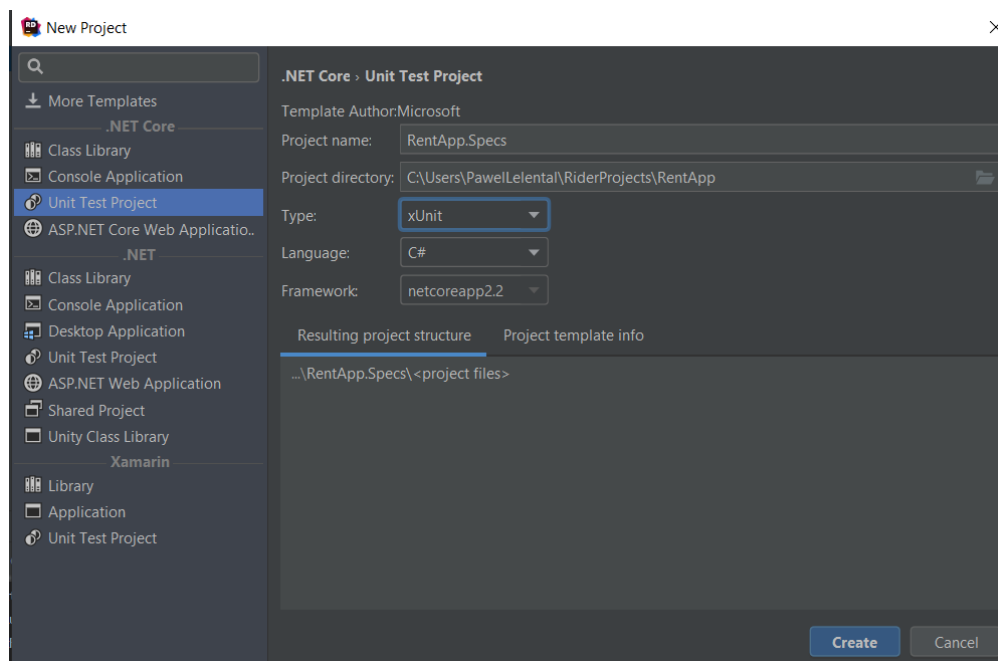 RD New Project
More Templates
.NET Core
Class Library
Console Application
Unit Test Project
ASP.NET Core Web Applicatio..
.NET
Class Library
Console Application
Desktop Application
Unit Test Project
ASP.NET Web Application
Shared Project
Unity Class Library
Xamarin
Library
Application
Unit Test Project
.NET Core › Unit Test Project
Template Author:Microsoft
Project name: RentApp.Specs
Project directory: C:\Users\PawelLelental\RiderProjects\RentApp
Type: xUnit
Language: C#
Framework: netcoreapp2.2
Resulting project structure Project template info
...\RentApp.Specs\<project files>
Create Cancel